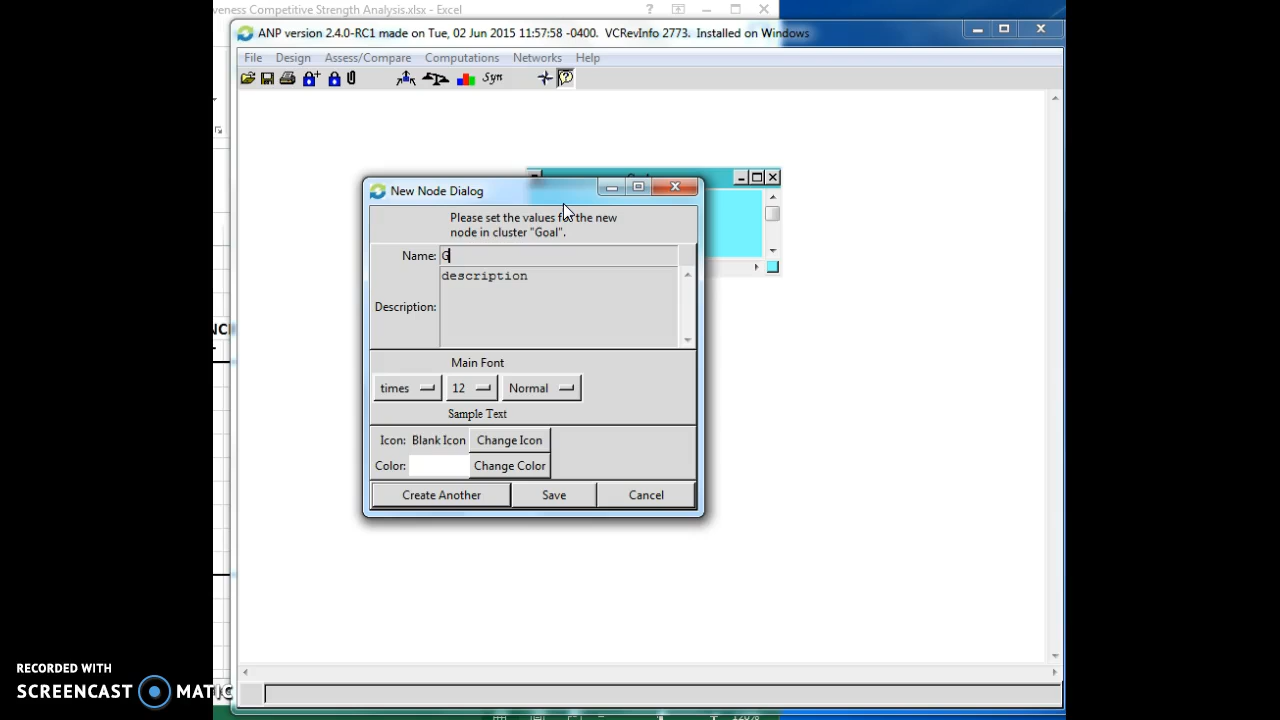 veness Competitive Strength Analysis.xlsx - Excel
ANP version 2.4.0-RC1 made on Tue, 02 Jun 2015 11:57:58 -0400. VCRevInfo 2773. Installed on Windows
File Design Assess/Compare Computations Networks Help
Syn
New Node Dialog
Please set the values for the new
node in cluster "Goal".
Name: G
description
Description:
Main Font
times 12 Normal
Sample Text
Icon: Blank Icon Change Icon
Color: Change Color
Create Another Save Cancel
RECORDED WITH
SCREENCAST MATIC
120%